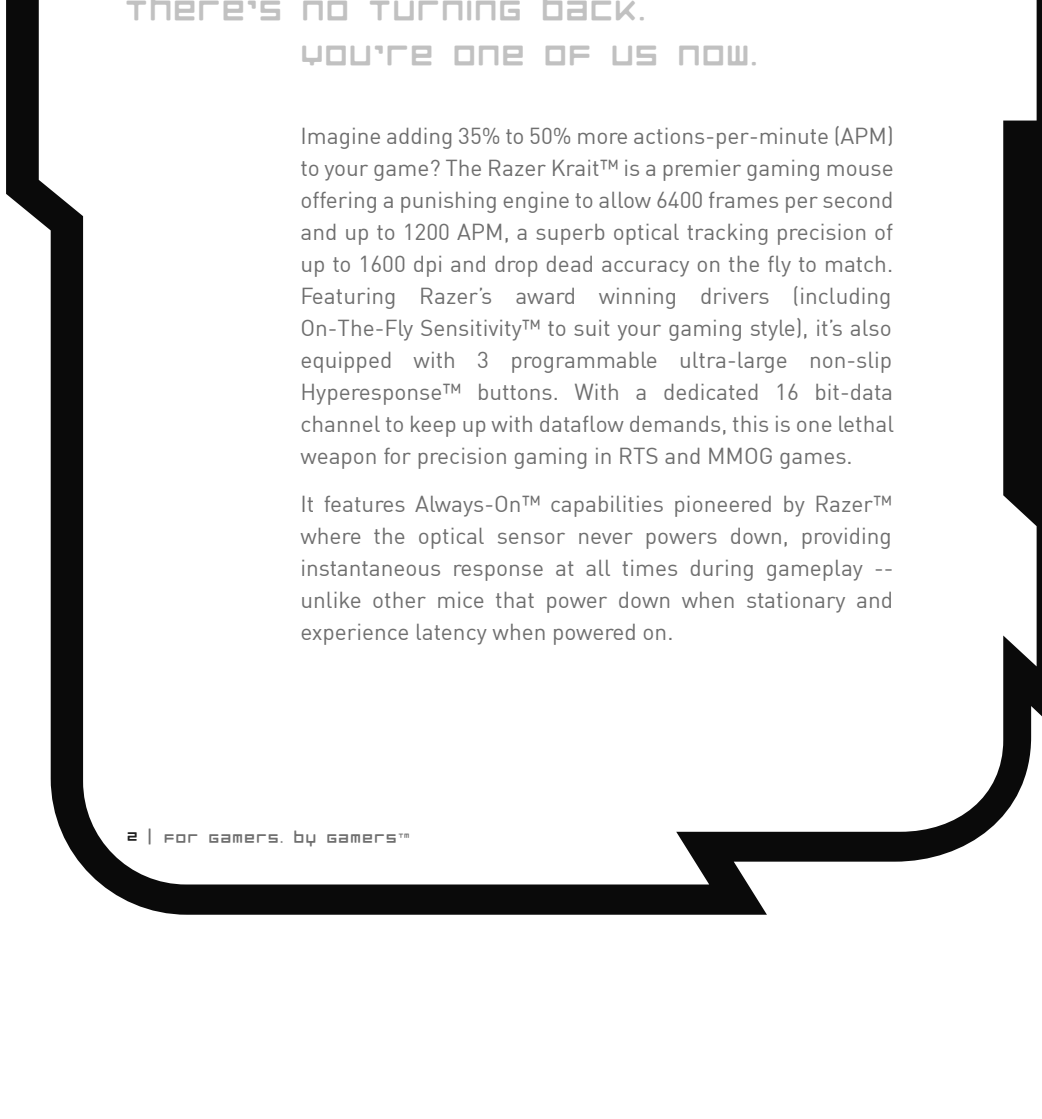 There's no turning back.
You're one of us now.
Imagine adding 35% to 50% more actions-per-minute (APM)
to your game? The Razer Krait™ is a premier gaming mouse
offering a punishing engine to allow 6400 frames per second
and up to 1200 APM, a superb optical tracking precision of
up to 1600 dpi and drop dead accuracy on the fly to match.
Featuring Razer's award winning drivers (including
On-The-Fly Sensitivity™ to suit your gaming style), it's also
equipped with 3 programmable ultra-large non-slip
Hyperesponse™ buttons. With a dedicated 16 bit-data
channel to keep up with dataflow demands, this is one lethal
weapon for precision gaming in RTS and MMOG games.
It features Always-On™ capabilities pioneered by Razer™
where the optical sensor never powers down, providing
instantaneous response at all times during gameplay --
unlike other mice that power down when stationary and
experience latency when powered on.
2 | For Gamers. By Gamers™